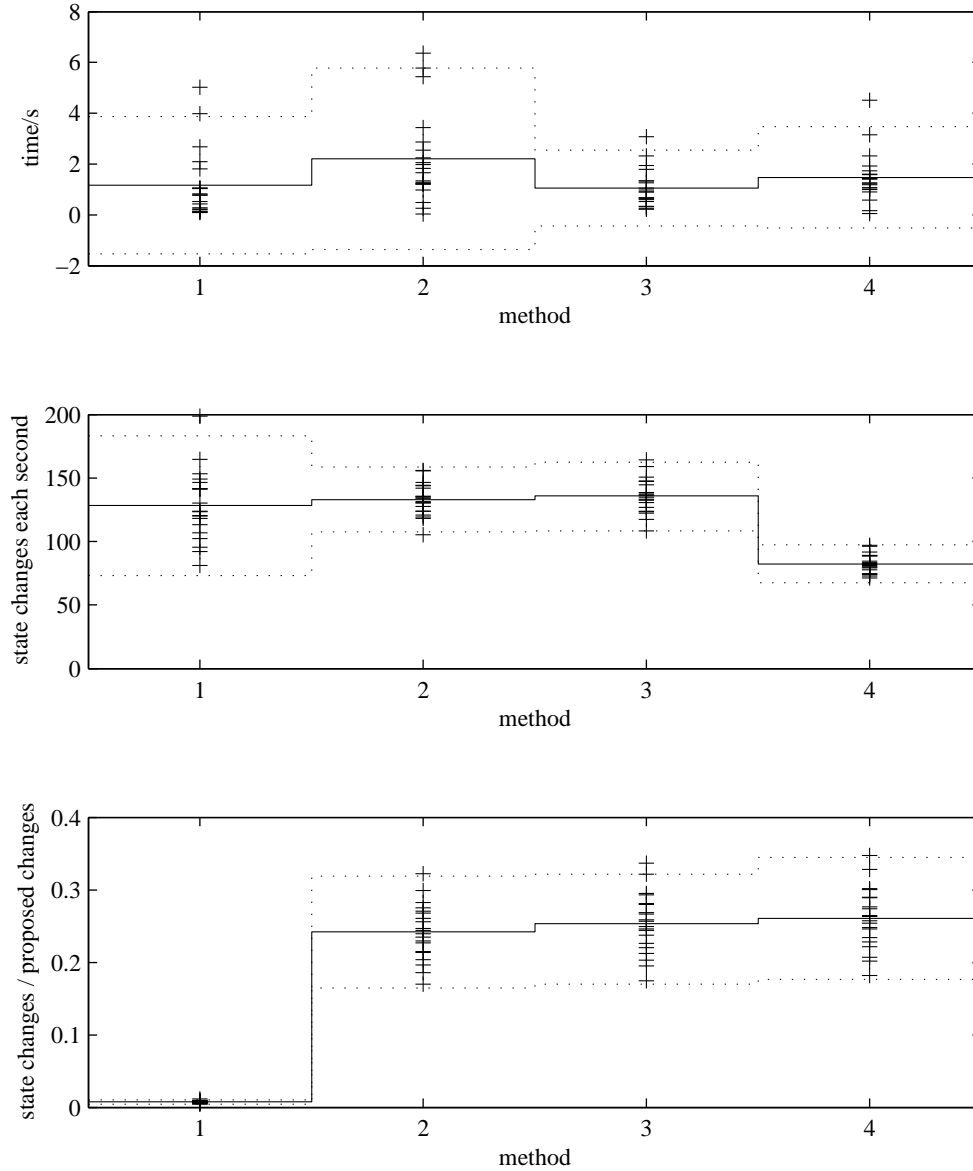 8
6
4
2
0
−2
time/s
1 2 3 4
method
200
150
100
50
0
state changes each second
1 2 3 4
method
0.4
0.3
0.2
0.1
0
state changes / proposed changes
1 2 3 4
method